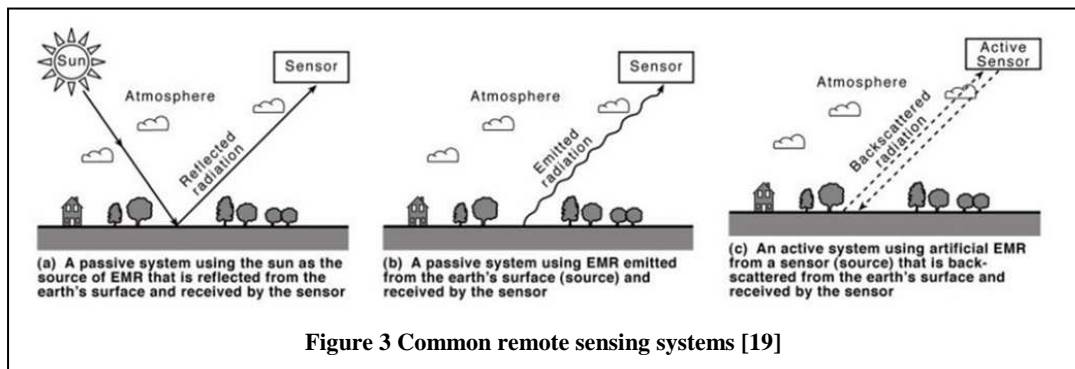 Sun
Sensor
Atmosphere
Reflected
radiation
(a) A passive system using the sun as the
source of EMR that is reflected from the
earth's surface and received by the sensor
Sensor
Atmosphere
Emitted
radiation
(b) A passive system using EMR emitted
from the earth's surface (source) and
received by the sensor
Active
Sensor
Atmosphere
Backscattered
radiation
(c) An active system using artificial EMR
from a sensor (source) that is back-
scattered from the earth's surface and
received by the sensor
Figure 3 Common remote sensing systems [19]